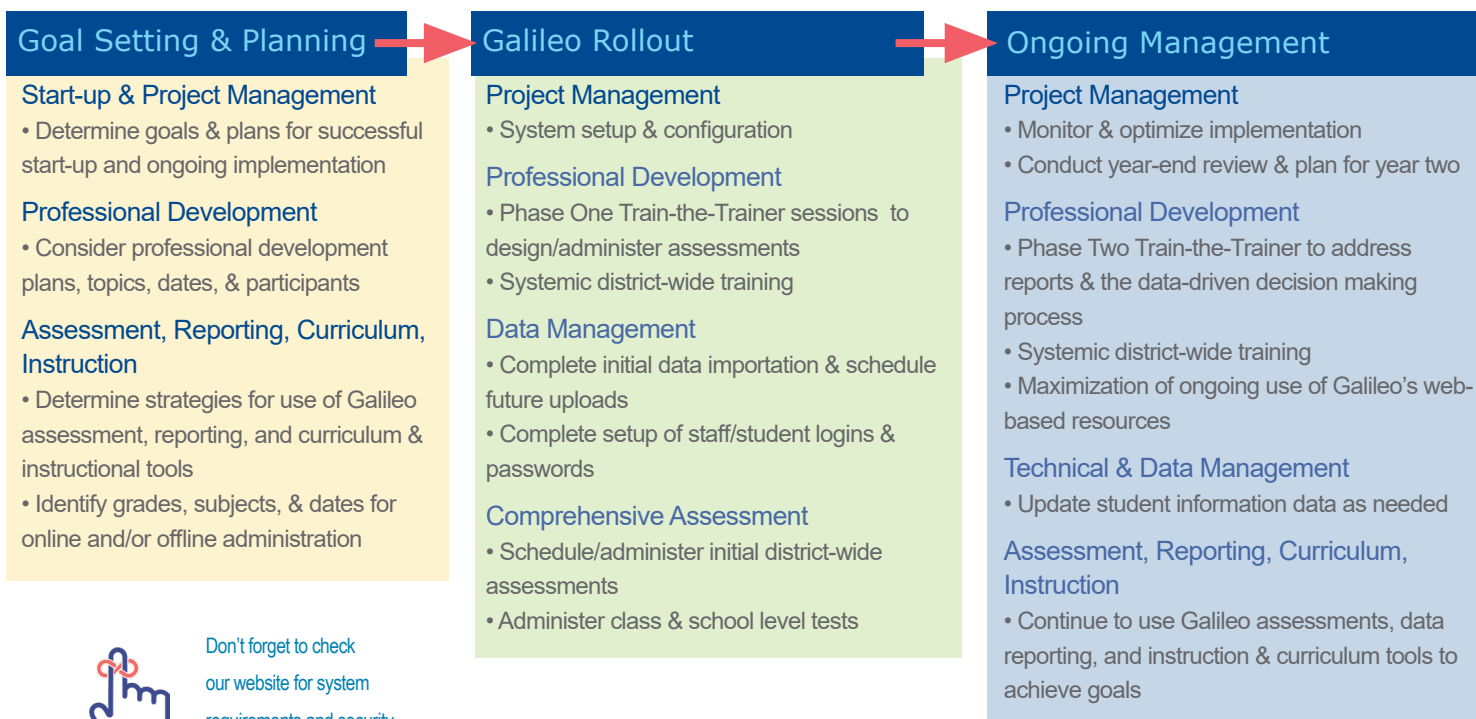 Goal Setting & Planning
Start-up & Project Management
• Determine goals & plans for successful
start-up and ongoing implementation
Professional Development
• Consider professional development
plans, topics, dates, & participants
Assessment, Reporting, Curriculum,
Instruction
• Determine strategies for use of Galileo
assessment, reporting, and curriculum &
instructional tools
• Identify grades, subjects, & dates for
online and/or offline administration
Don't forget to check
our website for system
requirements and security
Galileo Rollout
Project Management
• System setup & configuration
Professional Development
• Phase One Train-the-Trainer sessions to
design/administer assessments
• Systemic district-wide training
Data Management
• Complete initial data importation & schedule
future uploads
• Complete setup of staff/student logins &
passwords
Comprehensive Assessment
• Schedule/administer initial district-wide
assessments
• Administer class & school level tests
Ongoing Management
Project Management
• Monitor & optimize implementation
• Conduct year-end review & plan for year two
Professional Development
• Phase Two Train-the-Trainer to address
reports & the data-driven decision making
process
• Systemic district-wide training
• Maximization of ongoing use of Galileo's web-
based resources
Technical & Data Management
• Update student information data as needed
Assessment, Reporting, Curriculum,
Instruction
• Continue to use Galileo assessments, data
reporting, and instruction & curriculum tools to
achieve goals